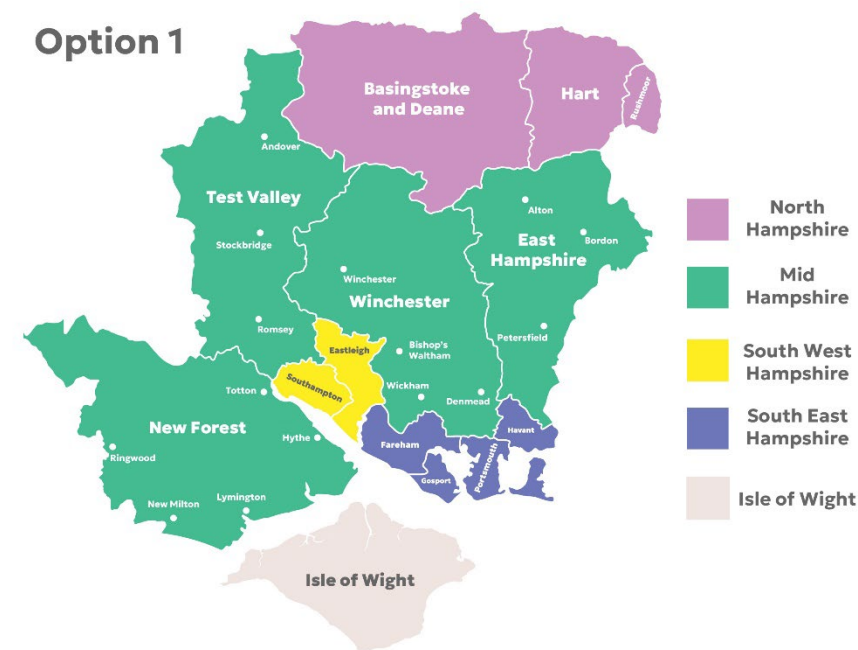 Option 1
Basingstoke
and Deane
Hart
Rushmoor
Andover
Test Valley
Stockbridge
Romsey
Alton
East
Hampshire
Bordon
Petersfield
Winchester
Winchester
Bishop's
Waltham
Wickham
Denmead
Eastleigh
Southampton
Totton
New Forest
Hythe
Ringwood
New Milton
Lymington
Fareham
Gosport
Portsmouth
Havant
Isle of Wight
North
Hampshire
Mid
Hampshire
South West
Hampshire
South East
Hampshire
Isle of Wight